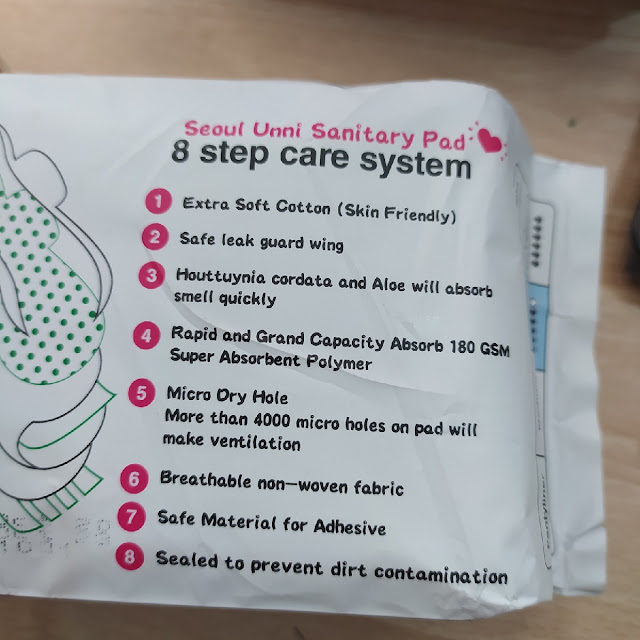 Seoul Unni Sanitary Pad
8 step care system
1 Extra Soft Cotton (Skin Friendly)
2 Safe leak guard wing
3 Houttuynia cordata and Aloe will absorb
smell quickly
4 Rapid and Grand Capacity Absorb 180 GSM
Super Absorbent Polymer
5 Micro Dry Hole
More than 4000 micro holes on pad will
make ventilation
6 Breathable non-woven fabric
7 Safe Material for Adhesive
8 Sealed to prevent dirt contamination